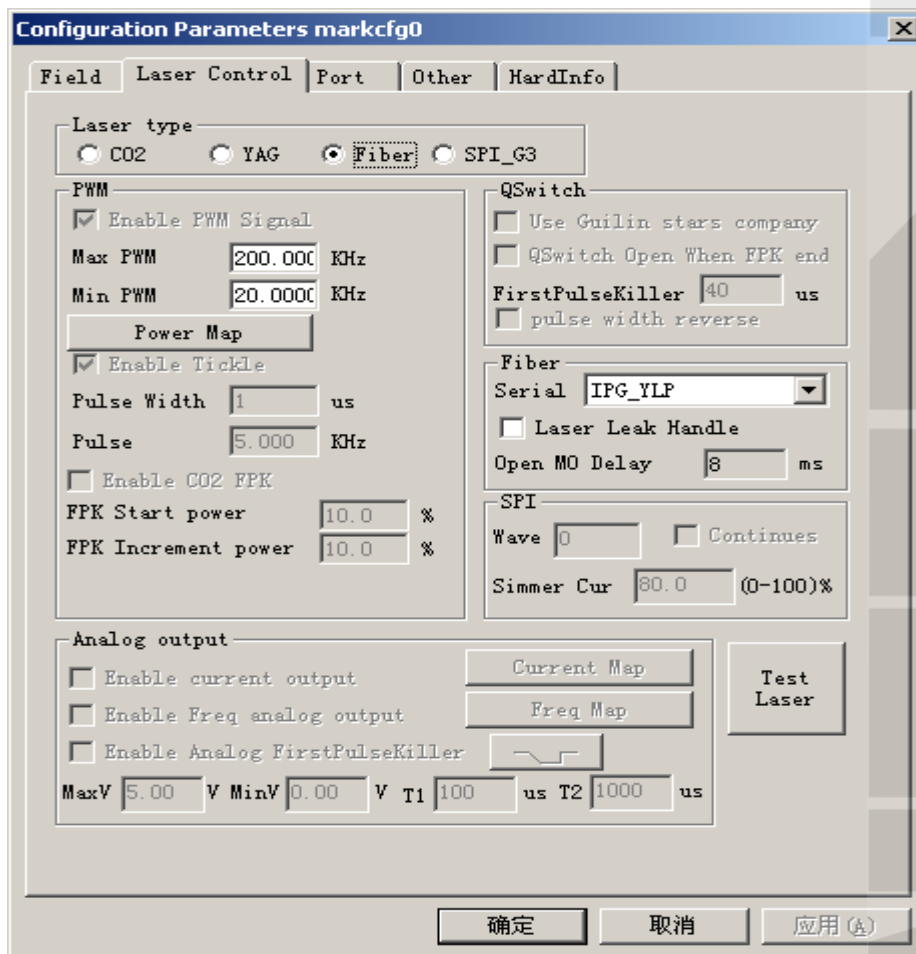 Configuration Parameters markcfg0
Field Laser Control Port Other HardInfo
Laser type
CO2 YAG Fiber SPI_G3
PWM
Enable PWM Signal
Max PWM 200.000 KHz
Min PWM 20.0000 KHz
Power Map
Enable Tickle
Pulse Width 1 us
Pulse 5.000 KHz
Enable CO2 FPK
FPK Start power 10.0 %
FPK Increment power 10.0 %
QSwitch
Use Guilin stars company
QSwitch Open When FPK end
FirstPulseKiller 40 us
pulse width reverse
Fiber
Serial IPG_YLP
Laser Leak Handle
Open MO Delay 8 ms
SPI
Wave 0 Continues
Simmer Cur 80.0 (0-100)%
Analog output
Enable current output Current Map
Enable Freq analog output Freq Map
Enable Analog FirstPulseKiller
MaxV 5.00 V MinV 0.00 V T1 100 us T2 1000 us
Test
Laser
确定 取消 应用(A)